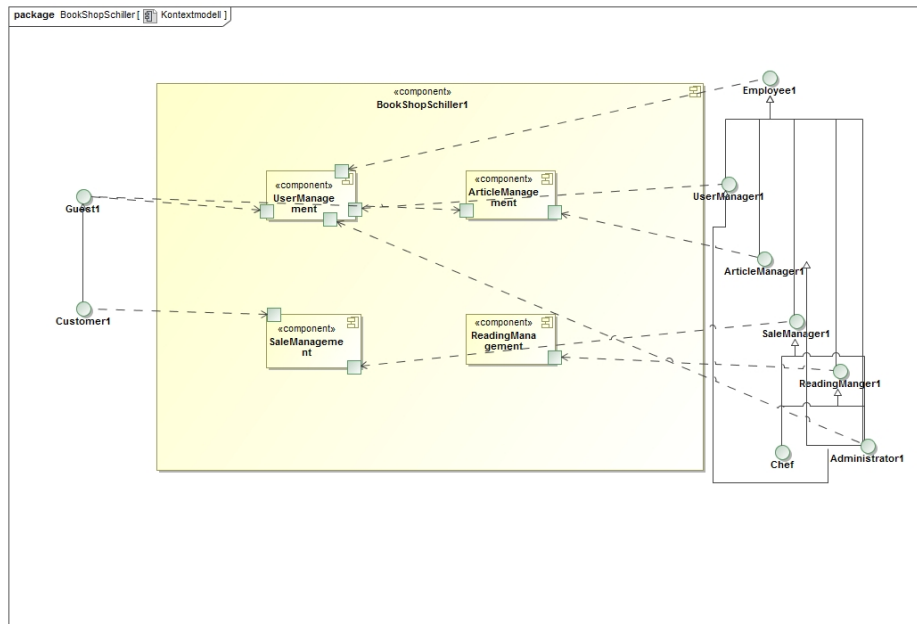 package BookShopSchiller [ Kontextmodell ]
«component»
BookShopSchiller1
Employee1
«component»
UserManage
ment
«component»
ArticleManage
ment
UserManager1
Guest1
ArticleManager1
Customer1
«component»
SaleManageme
nt
«component»
ReadingMana
gement
SaleManager1
ReadingManger1
Chef
Administrator1